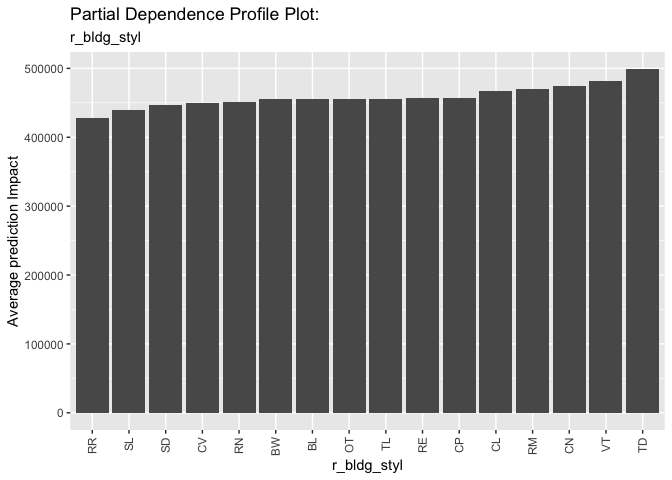 Partial Dependence Profile Plot:
r_bldg_styl
Average prediction Impact
500000
400000
300000
200000
100000
0
RR SL SD CV RN BW BL OT TL RE CP CL RM CN VT TD
r_bldg_styl